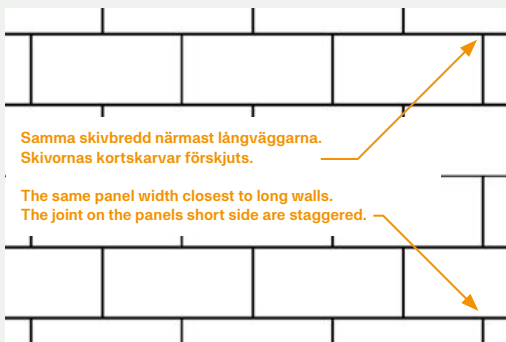 Samma skivbredd närmast långväggarna.
Skivornas kortskarvar förskjuts.
The same panel width closest to long walls.
The joint on the panels short side are staggered.